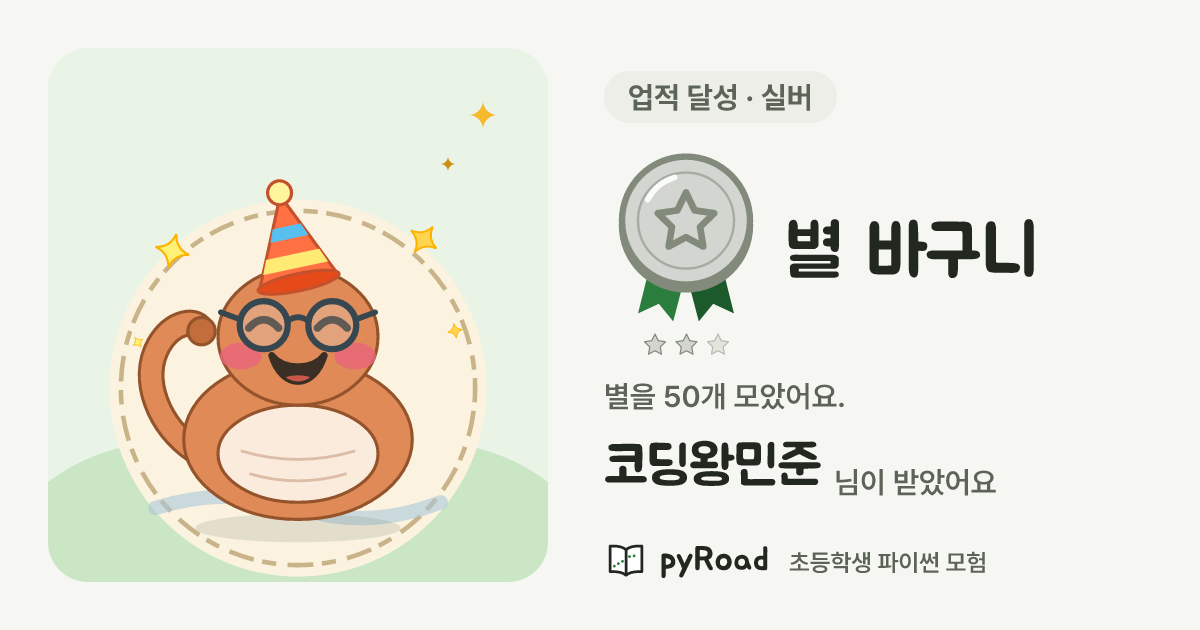 업적 달성 · 실버
별 바구니
별을 50개 모았어요.
코딩왕민준 님이 받았어요
pyRoad 초등학생 파이썬 모험